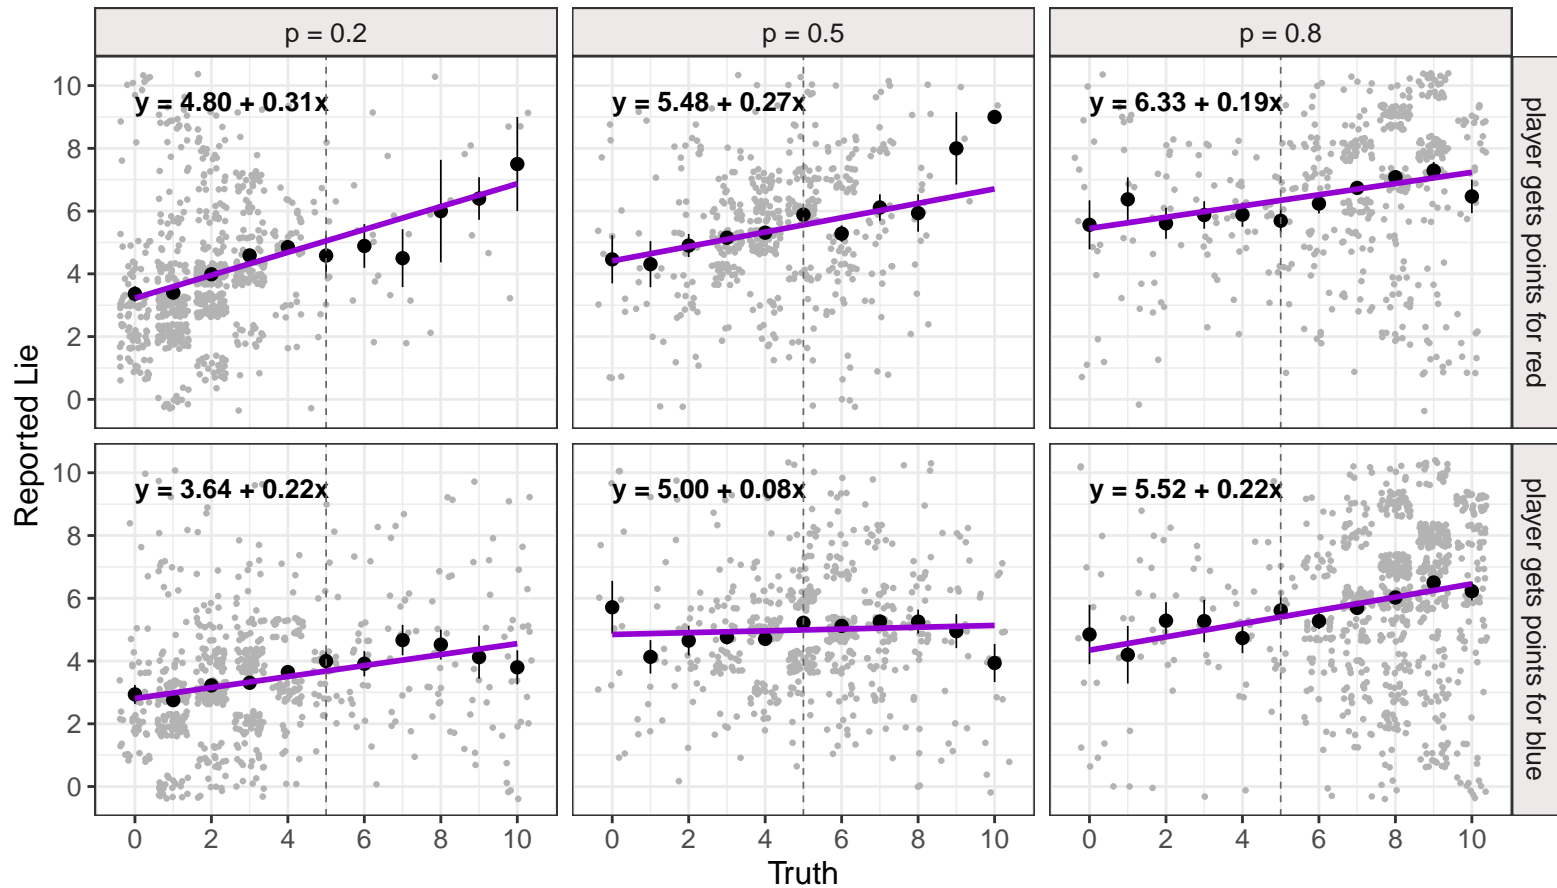 p = 0.2
p = 0.5
p = 0.8
y = 4.80 + 0.31x
y = 5.48 + 0.27x
y = 6.33 + 0.19x
10
8
6
4
2
0
player gets points for red
Reported Lie
y = 3.64 + 0.22x
y = 5.00 + 0.08x
y = 5.52 + 0.22x
10
8
6
4
2
0
player gets points for blue
0 2 4 6 8 10
0 2 4 6 8 10
0 2 4 6 8 10
Truth